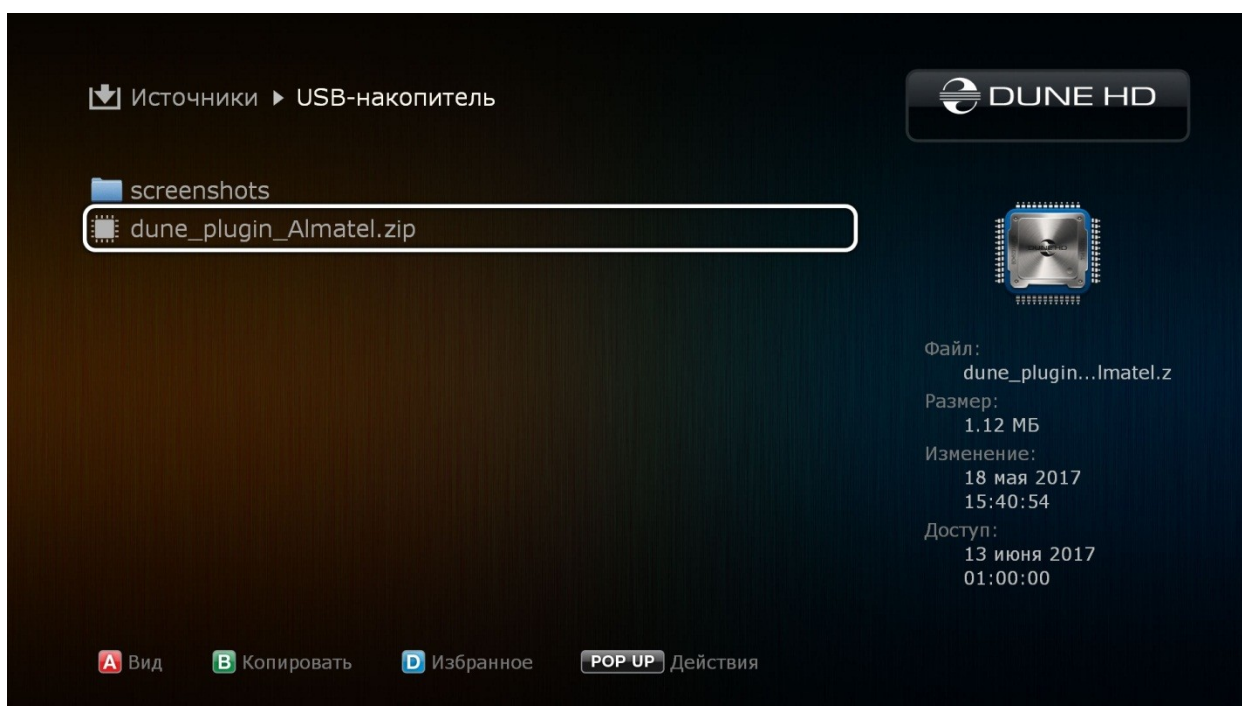 Источники ▶ USB-накопитель
DUNE HD
screenshots
dune_plugin_Almatel.zip
Файл:
dune_plugin...lmatel.z
Размер:
1.12 МБ
Изменение:
18 мая 2017
15:40:54
Доступ:
13 июня 2017
01:00:00
A Вид B Копировать D Избранное POP UP Действия